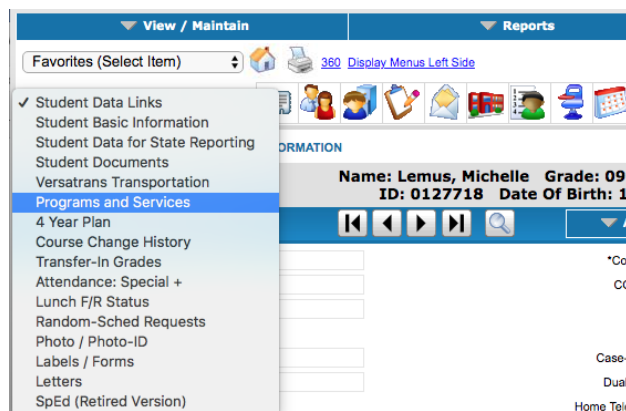 View / Maintain
Reports
Favorites (Select Item)
360 Display Menus Left Side
✓ Student Data Links
Student Basic Information
Student Data for State Reporting
ORMATION
Student Documents
Versatrans Transportation
Name: Lemus, Michelle Grade: 09
Programs and Services
ID: 0127718 Date Of Birth: 1
4 Year Plan
Course Change History
Transfer-In Grades
*Co
Attendance: Special +
CO
Lunch F/R Status
Random-Sched Requests
Photo / Photo-ID
Labels / Forms
Case-
Letters
Dual
SpEd (Retired Version)
Home Tele